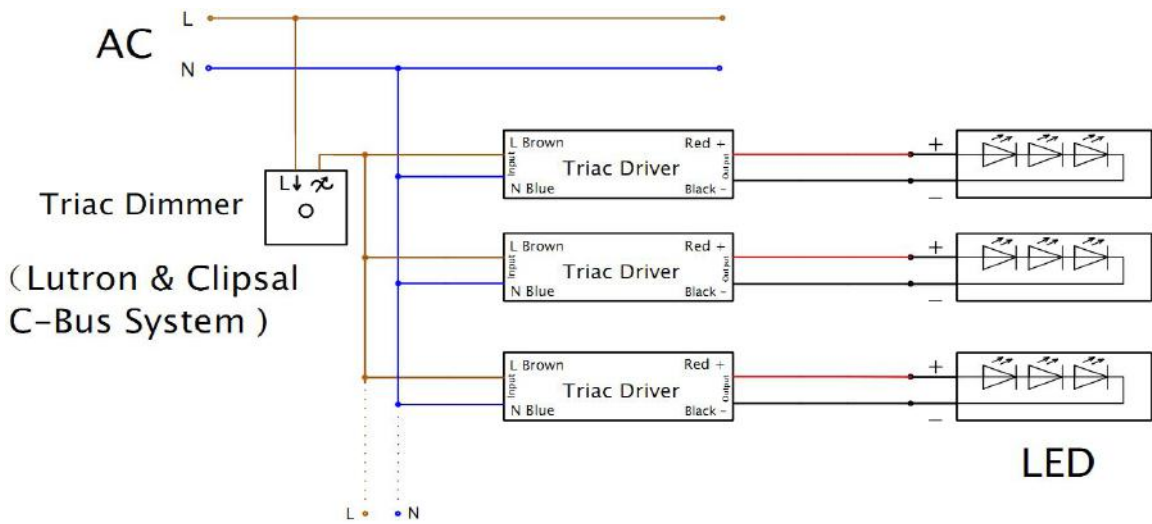 L
AC
N
L Brown
Red +
Input
Triac Driver
Output
N Blue
Black -
+
−
L
Triac Dimmer
(Lutron & Clipsal
C-Bus System )
L Brown
Red +
Input
Triac Driver
Output
N Blue
Black -
+
−
L Brown
Red +
Input
Triac Driver
Output
N Blue
Black -
+
−
LED
L
N